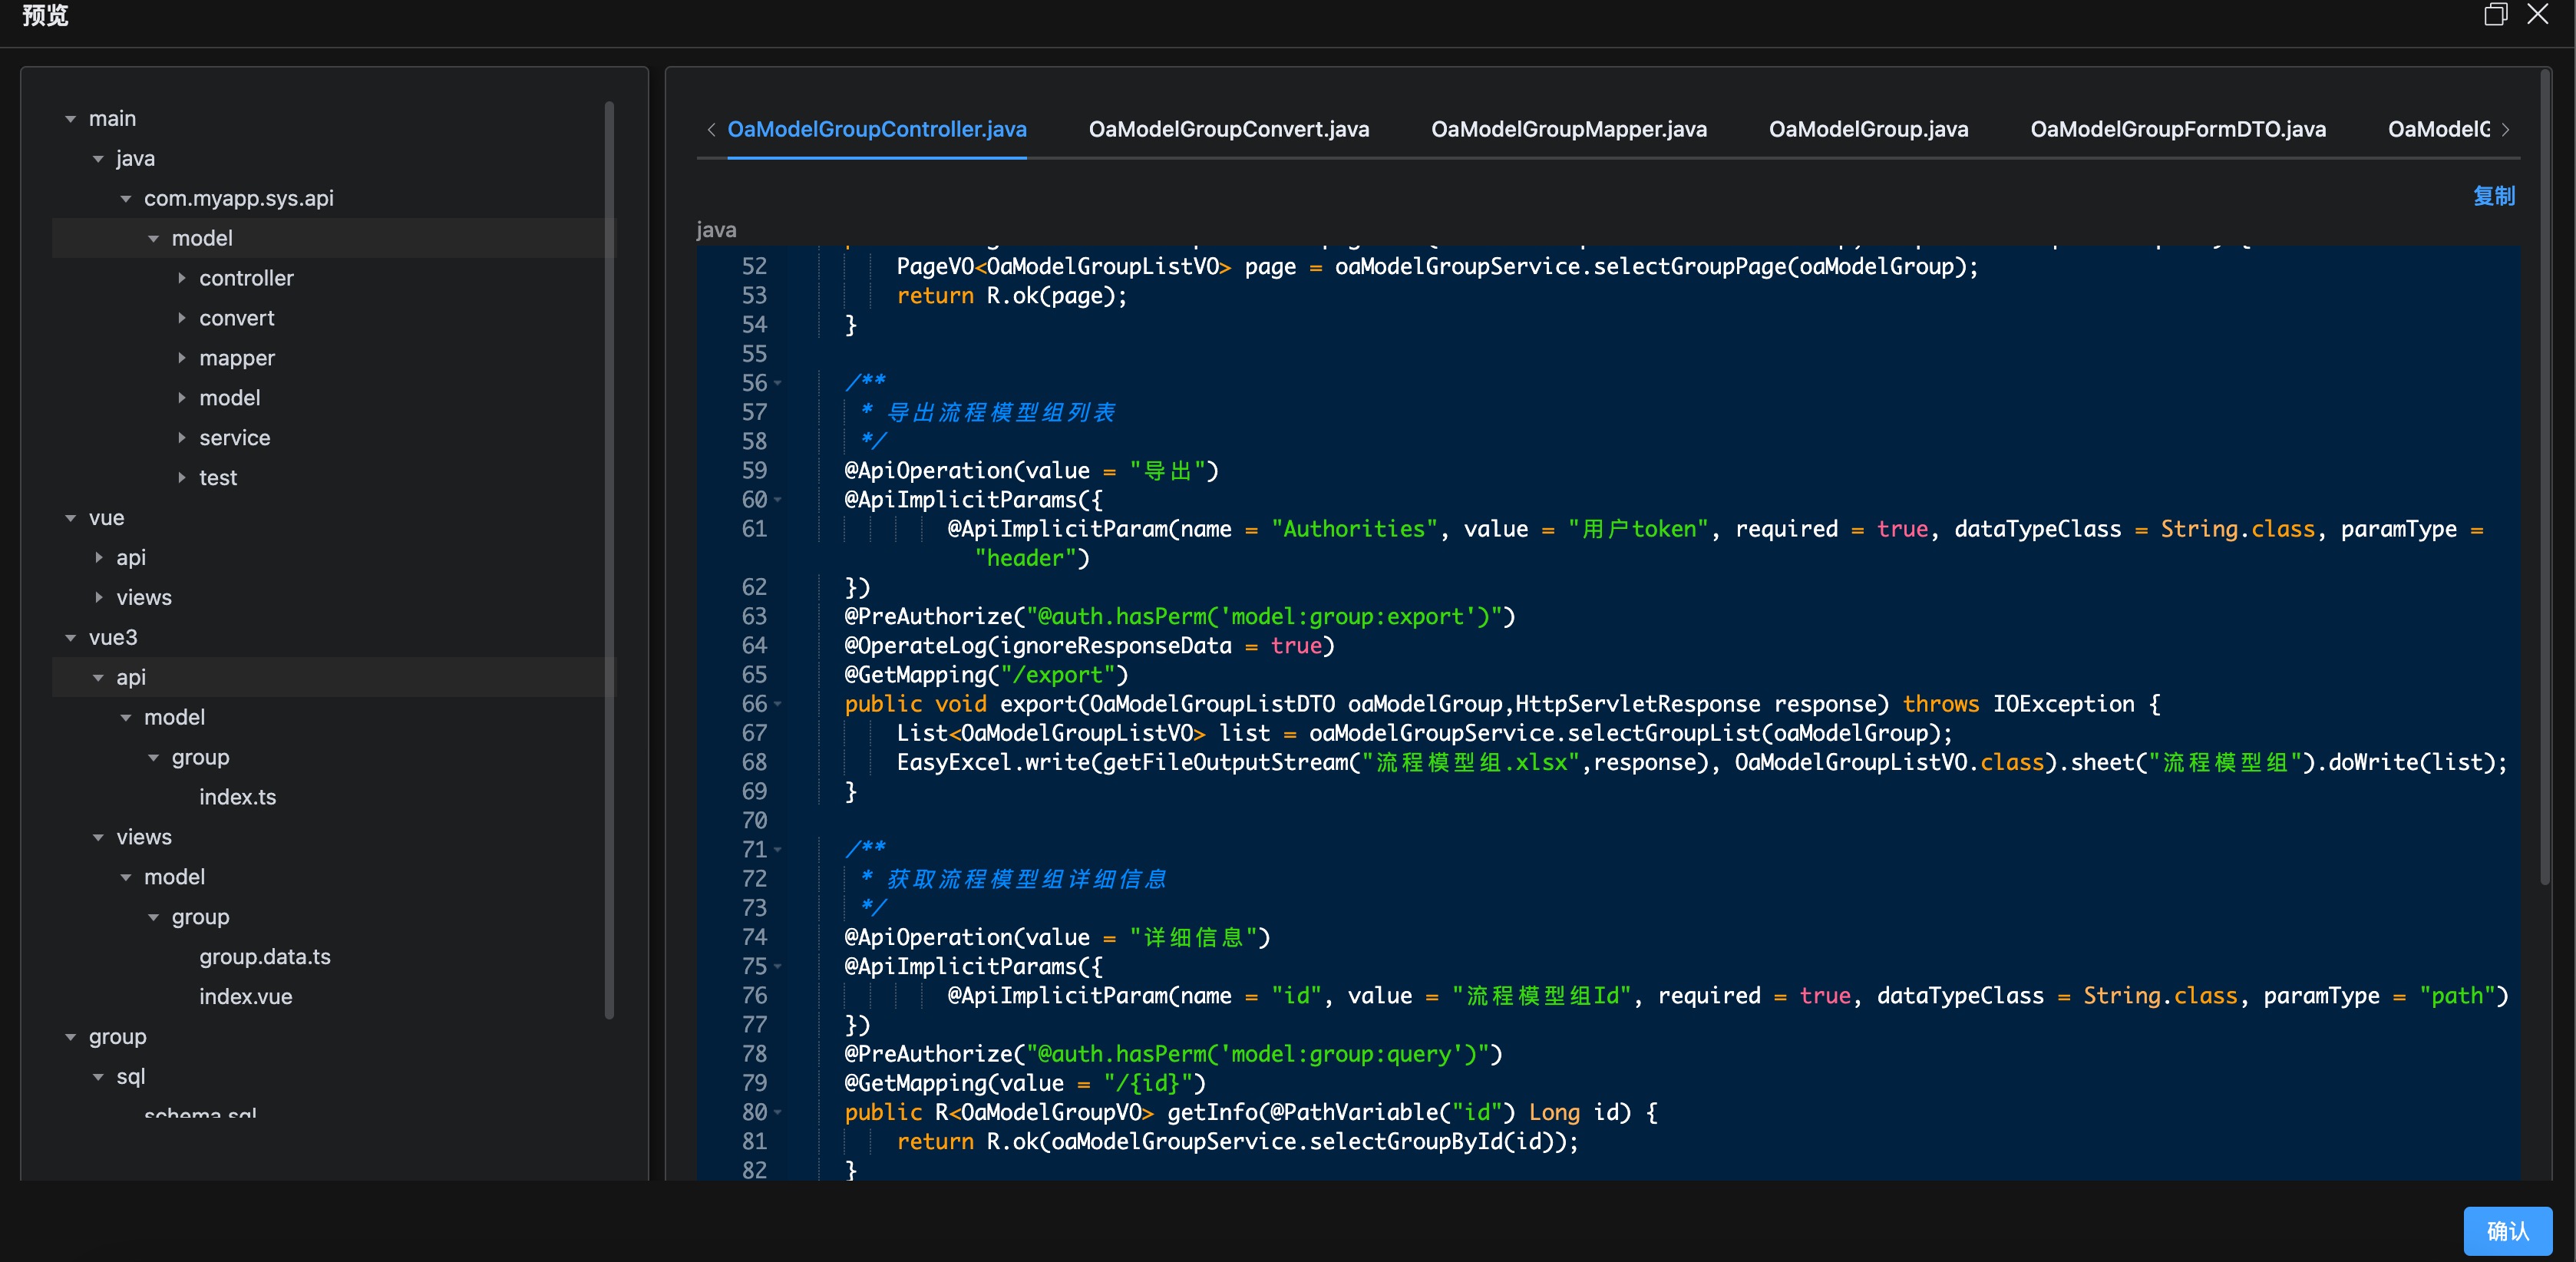 预览
main
java
com.myapp.sys.api
model
controller
convert
mapper
model
service
test
vue
api
views
vue3
api
model
group
index.ts
views
model
group
group.data.ts
index.vue
group
sql
schema.sql
OaModelGroupController.java OaModelGroupConvert.java OaModelGroupMapper.java OaModelGroup.java OaModelGroupFormDTO.java OaModelG
复制
java
52 PageVO<OaModelGroupListVO> page = oaModelGroupService.selectGroupPage(oaModelGroup);
53 return R.ok(page);
54 }
55
56 /**
57 * 导出流程模型组列表
58 */
59 @ApiOperation(value = "导出")
60 @ApiImplicitParams({
61 @ApiImplicitParam(name = "Authorities", value = "用户token", required = true, dataTypeClass = String.class, paramType =
"header")
62 })
63 @PreAuthorize("@auth.hasPerm('model:group:export')")
64 @OperateLog(ignoreResponseData = true)
65 @GetMapping("/export")
66 public void export(OaModelGroupListDTO oaModelGroup,HttpServletResponse response) throws IOException {
67 List<OaModelGroupListVO> list = oaModelGroupService.selectGroupList(oaModelGroup);
68 EasyExcel.write(getFileOutputStream("流程模型组.xlsx",response), OaModelGroupListVO.class).sheet("流程模型组").doWrite(list);
69 }
70
71 /**
72 * 获取流程模型组详细信息
73 */
74 @ApiOperation(value = "详细信息")
75 @ApiImplicitParams({
76 @ApiImplicitParam(name = "id", value = "流程模型组Id", required = true, dataTypeClass = String.class, paramType = "path")
77 })
78 @PreAuthorize("@auth.hasPerm('model:group:query')")
79 @GetMapping(value = "/{id}")
80 public R<OaModelGroupVO> getInfo(@PathVariable("id") Long id) {
81 return R.ok(oaModelGroupService.selectGroupById(id));
82 }
确认